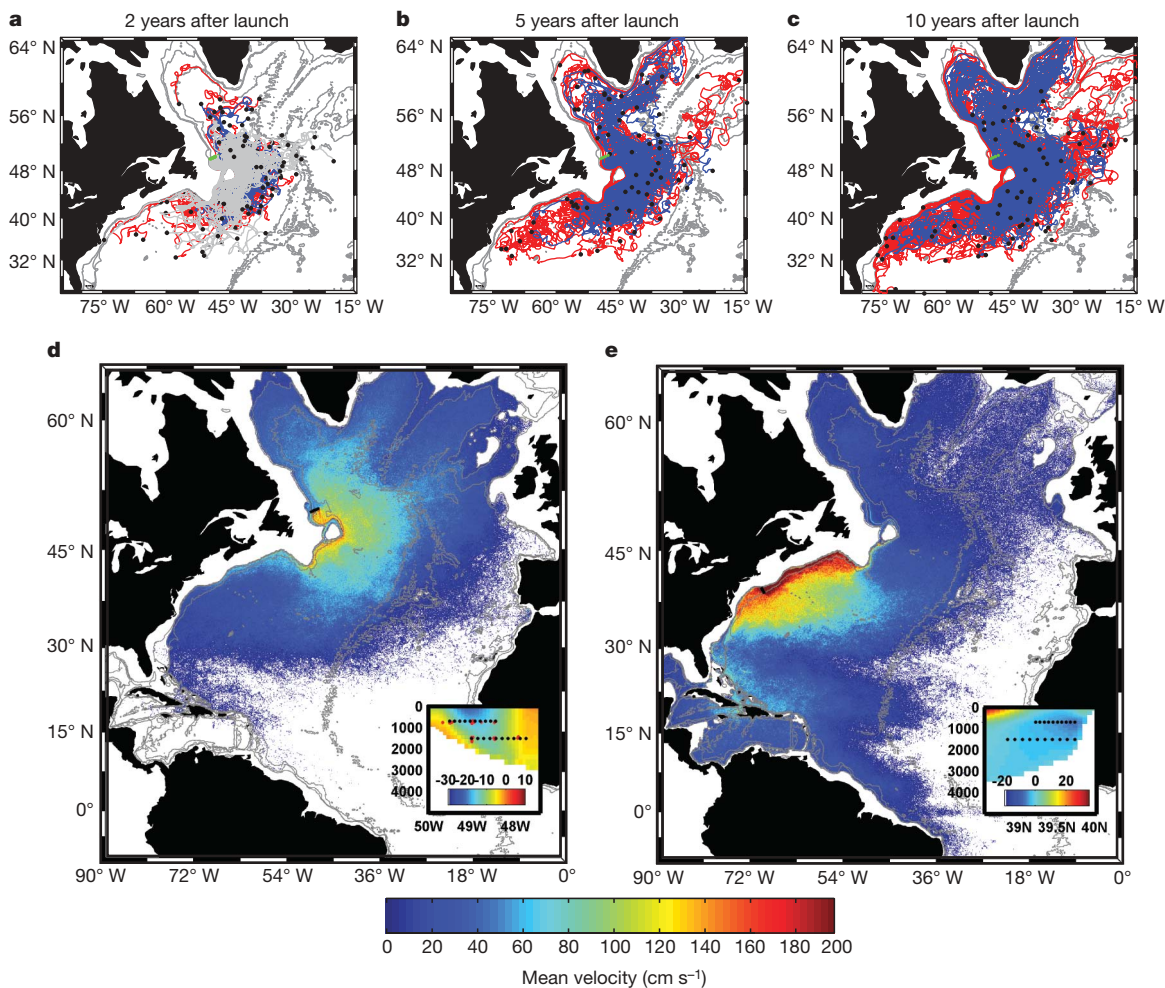 a 2 years after launch
b 5 years after launch
c 10 years after launch
64° N 64° N 64° N
56° N 56° N 56° N
48° N 48° N 48° N
40° N 40° N 40° N
32° N 32° N 32° N
75° W 60° W 45° W 30° W 15° W
75° W 60° W 45° W 30° W 15° W
75° W 60° W 45° W 30° W 15° W
d
60° N
45° N
30° N
15° N
0°
0
1000
2000
3000
4000
-30 -20 -10 0 10
50W 49W 48W
90° W 72° W 54° W 36° W 18° W 0°
e
60° N
45° N
30° N
15° N
0°
0
1000
2000
3000
4000
-20 0 20
39N 39.5N 40N
90° W 72° W 54° W 36° W 18° W 0°
0 20 40 60 80 100 120 140 160 180 200
Mean velocity (cm s⁻¹)